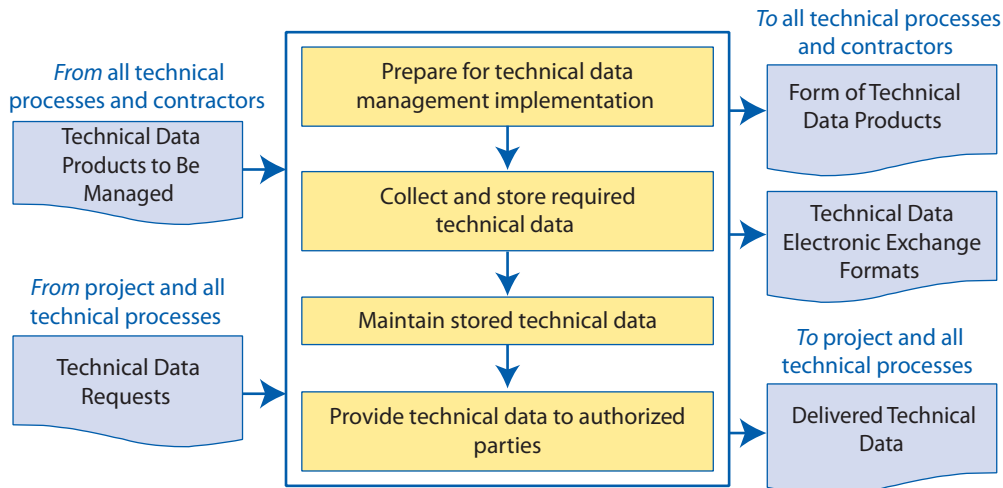 From all technical
processes and contractors
Technical Data
Products to Be
Managed
From project and all
technical processes
Technical Data
Requests
Prepare for technical data
management implementation
Collect and store required
technical data
Maintain stored technical data
Provide technical data to authorized
parties
To all technical processes
and contractors
Form of Technical
Data Products
Technical Data
Electronic Exchange
Formats
To project and all
technical processes
Delivered Technical
Data